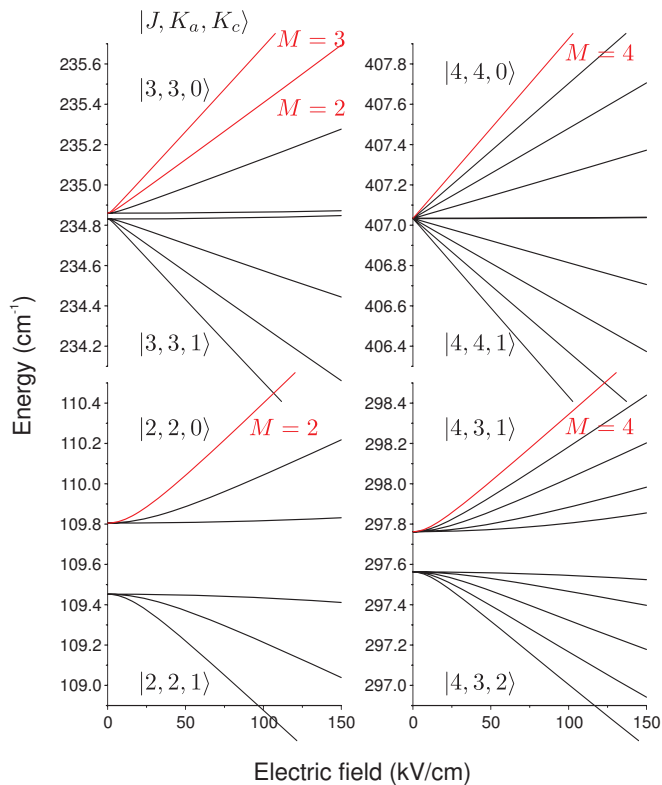 |J, Kₐ, K_c⟩
M = 3
235.6
|3, 3, 0⟩
235.4
M = 2
235.2
235.0
234.8
234.6
234.4
|3, 3, 1⟩
234.2
M = 4
407.8
|4, 4, 0⟩
407.6
407.4
407.2
407.0
406.8
406.6
|4, 4, 1⟩
406.4
Energy (cm⁻¹)
110.4
|2, 2, 0⟩
M = 2
110.2
110.0
109.8
109.6
109.4
109.2
|2, 2, 1⟩
109.0
0
50
100
150
298.4
|4, 3, 1⟩
M = 4
298.2
298.0
297.8
297.6
297.4
297.2
|4, 3, 2⟩
297.0
0
50
100
150
Electric field (kV/cm)